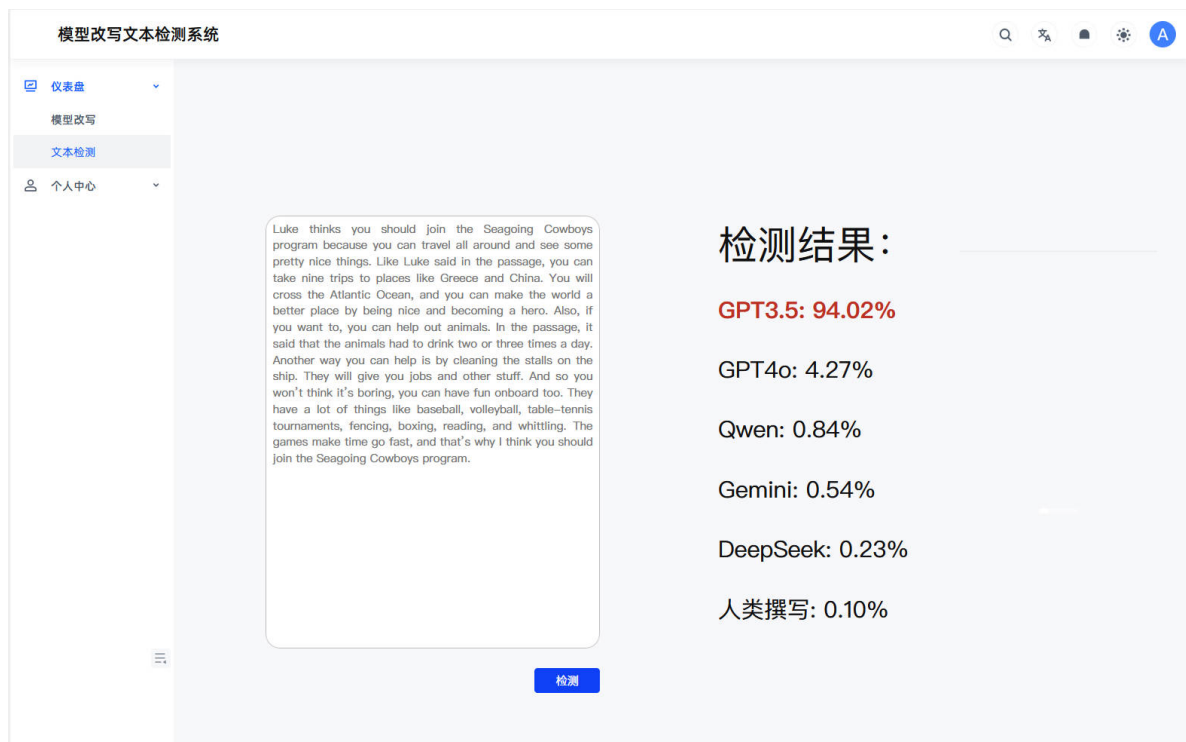 模型改写文本检测系统
A
仪表盘
模型改写
文本检测
个人中心
Luke thinks you should join the Seagoing Cowboys
program because you can travel all around and see some
pretty nice things. Like Luke said in the passage, you can
take nine trips to places like Greece and China. You will
cross the Atlantic Ocean, and you can make the world a
better place by being nice and becoming a hero. Also, if
you want to, you can help out animals. In the passage, it
said that the animals had to drink two or three times a day.
Another way you can help is by cleaning the stalls on the
ship. They will give you jobs and other stuff. And so you
won't think it's boring, you can have fun onboard too. They
have a lot of things like baseball, volleyball, table-tennis
tournaments, fencing, boxing, reading, and whittling. The
games make time go fast, and that's why I think you should
join the Seagoing Cowboys program.
检测
检测结果：
GPT3.5: 94.02%
GPT4o: 4.27%
Qwen: 0.84%
Gemini: 0.54%
DeepSeek: 0.23%
人类撰写: 0.10%